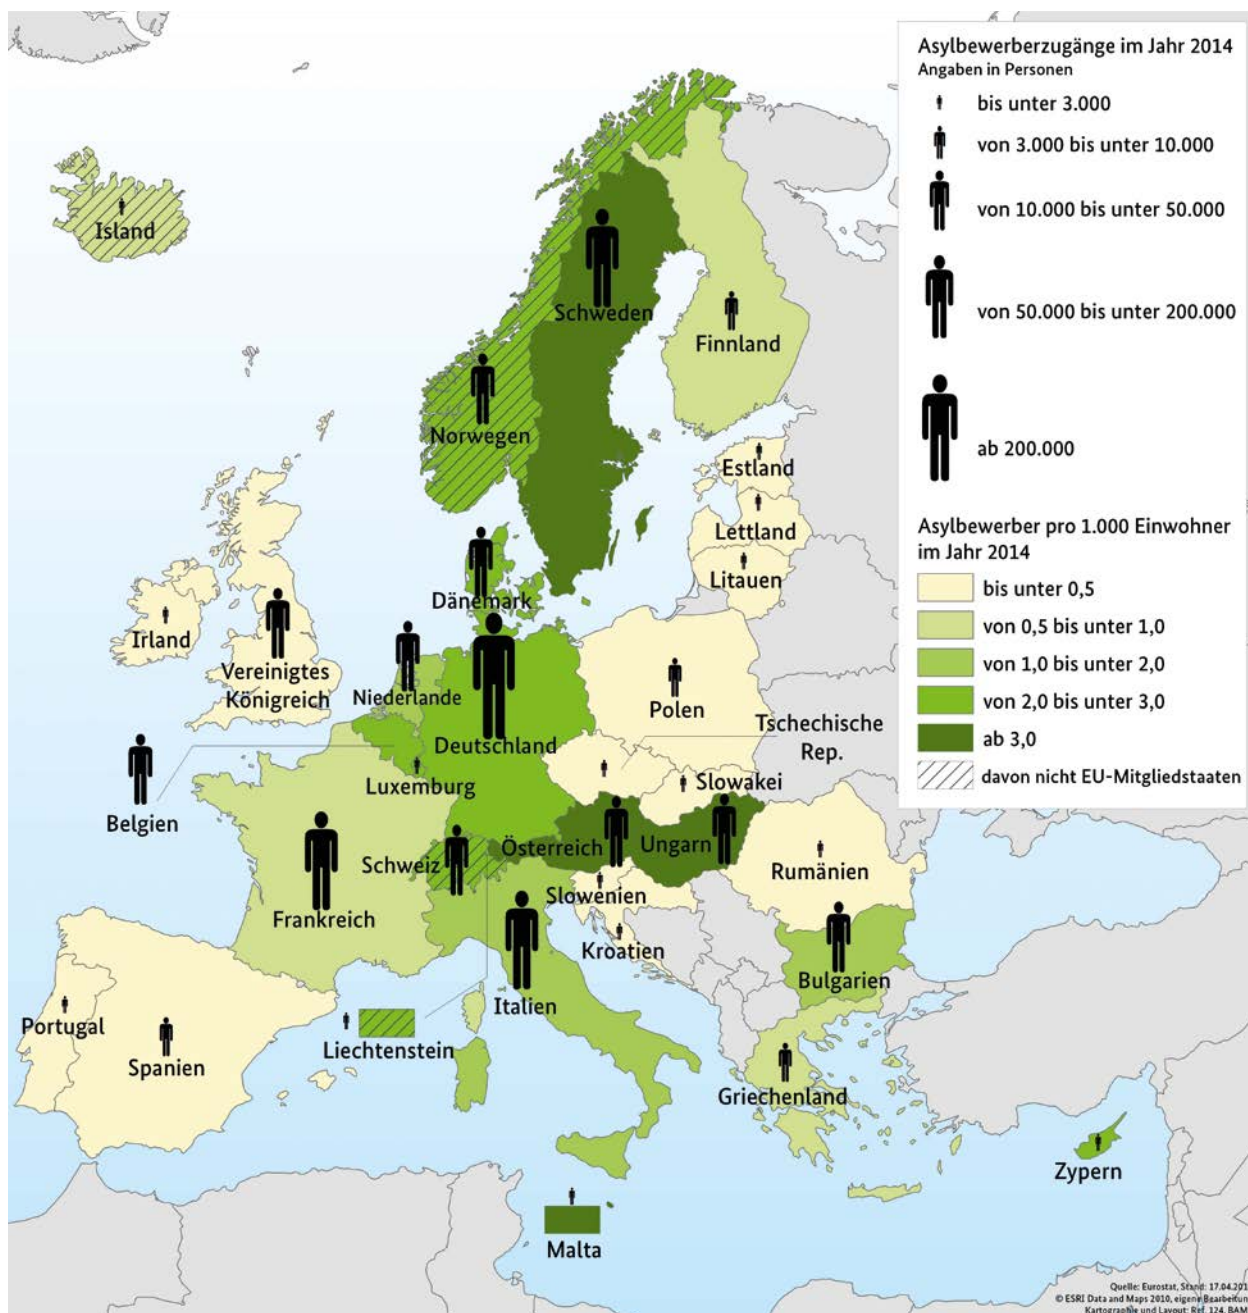 Asylbewerberzugänge im Jahr 2014
Angaben in Personen
bis unter 3.000
von 3.000 bis unter 10.000
von 10.000 bis unter 50.000
von 50.000 bis unter 200.000
ab 200.000
Asylbewerber pro 1.000 Einwohner
im Jahr 2014
bis unter 0,5
von 0,5 bis unter 1,0
von 1,0 bis unter 2,0
von 2,0 bis unter 3,0
ab 3,0
davon nicht EU-Mitgliedstaaten
Island
Schweden
Finnland
Norwegen
Estland
Lettland
Litauen
Dänemark
Irland
Vereinigtes
Königreich
Niederlande
Polen
Deutschland
Tschechische
Rep.
Luxemburg
Slowakei
Belgien
Österreich
Ungarn
Schweiz
Rumänien
Slowenien
Frankreich
Kroatien
Bulgarien
Italien
Portugal
Liechtenstein
Spanien
Griechenland
Zypern
Malta
Quelle: Eurostat, Stand: 17.04.201
© ESRI Data and Maps 2010, eigene Bearbeitun
Kartographie und Layout: Ref. 124, BAM